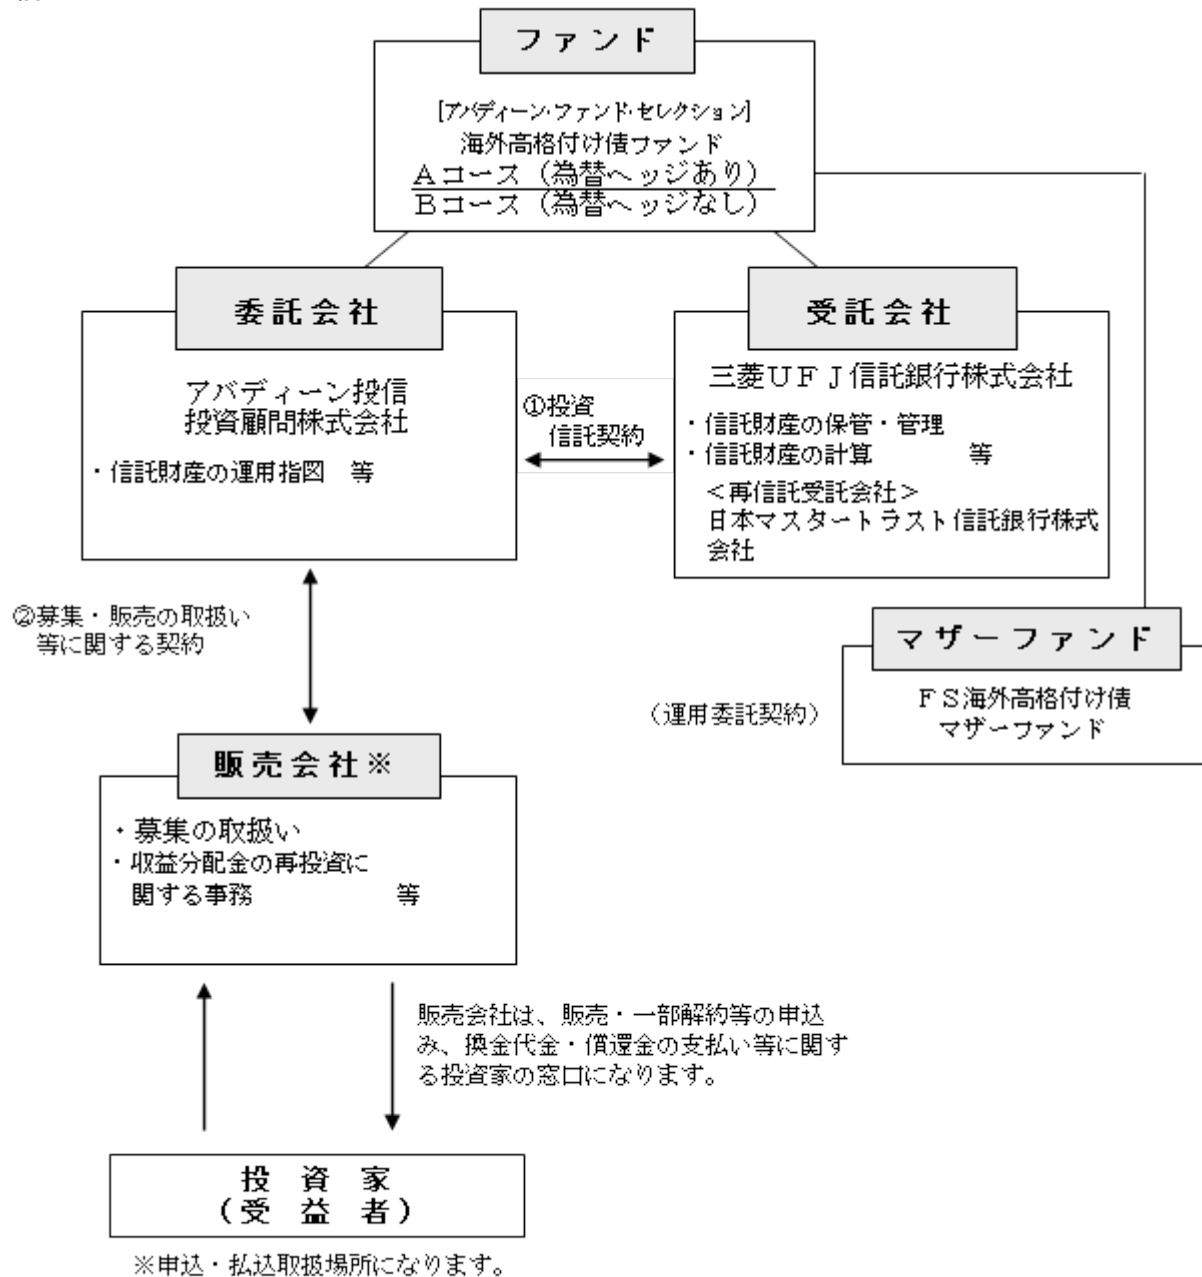 ファンド
[アバディーン・ファンド・セレクション]
海外高格付け債ファンド
Aコース（為替ヘッジあり）
Bコース（為替ヘッジなし）
委託会社
アバディーン投信
投資顧問株式会社
・信託財産の運用指図　等
①投資
信託契約
受託会社
三菱UFJ信託銀行株式会社
・信託財産の保管・管理
・信託財産の計算　　　　等
＜再信託受託会社＞
日本マスタートラスト信託銀行株式
会社
②募集・販売の取扱い
等に関する契約
マザーファンド
FS海外高格付け債
マザーファンド
（運用委託契約）
販売会社※
・募集の取扱い
・収益分配金の再投資に
関する事務　　　　　　等
販売会社は、販売・一部解約等の申込
み、換金代金・償還金の支払い等に関す
る投資家の窓口になります。
投　資　家
（受　益　者）
※申込・払込取扱場所になります。